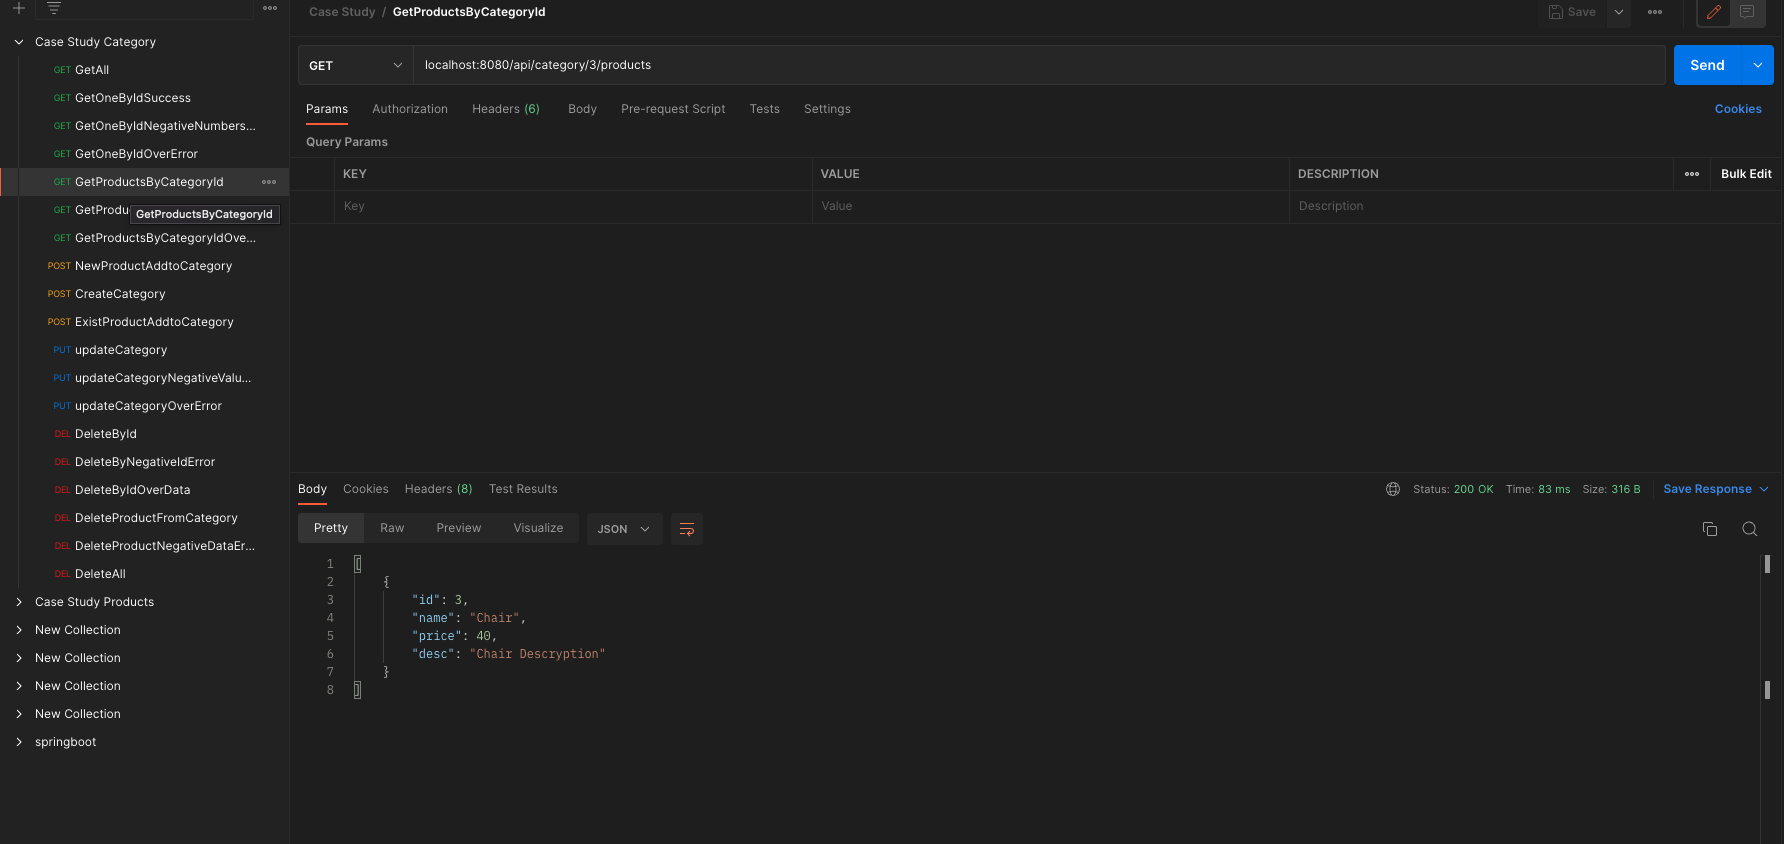 Case Study / GetProductsByCategoryId
Save
Case Study Category
GET GetAll
GET GetOneByIdSuccess
GET GetOneByIdNegativeNumbers...
GET GetOneByIdOverError
GET GetProductsByCategoryId
GET GetProdu
GetProductsByCategoryId
GET GetProductsByCategoryIdOve...
POST NewProductAddtoCategory
POST CreateCategory
POST ExistProductAddtoCategory
PUT updateCategory
PUT updateCategoryNegativeValu...
PUT updateCategoryOverError
DEL DeleteById
DEL DeleteByNegativeIdError
DEL DeleteByIdOverData
DEL DeleteProductFromCategory
DEL DeleteProductNegativeDataEr...
DEL DeleteAll
Case Study Products
New Collection
New Collection
New Collection
New Collection
springboot
GET localhost:8080/api/category/3/products Send
Params Authorization Headers (6) Body Pre-request Script Tests Settings Cookies
Query Params
KEY VALUE DESCRIPTION Bulk Edit
Key Value Description
Body Cookies Headers (8) Test Results Status: 200 OK Time: 83 ms Size: 316 B Save Response
Pretty Raw Preview Visualize JSON
1 [
2 {
3 "id": 3,
4 "name": "Chair",
5 "price": 40,
6 "desc": "Chair Descryption"
7 }
8 ]